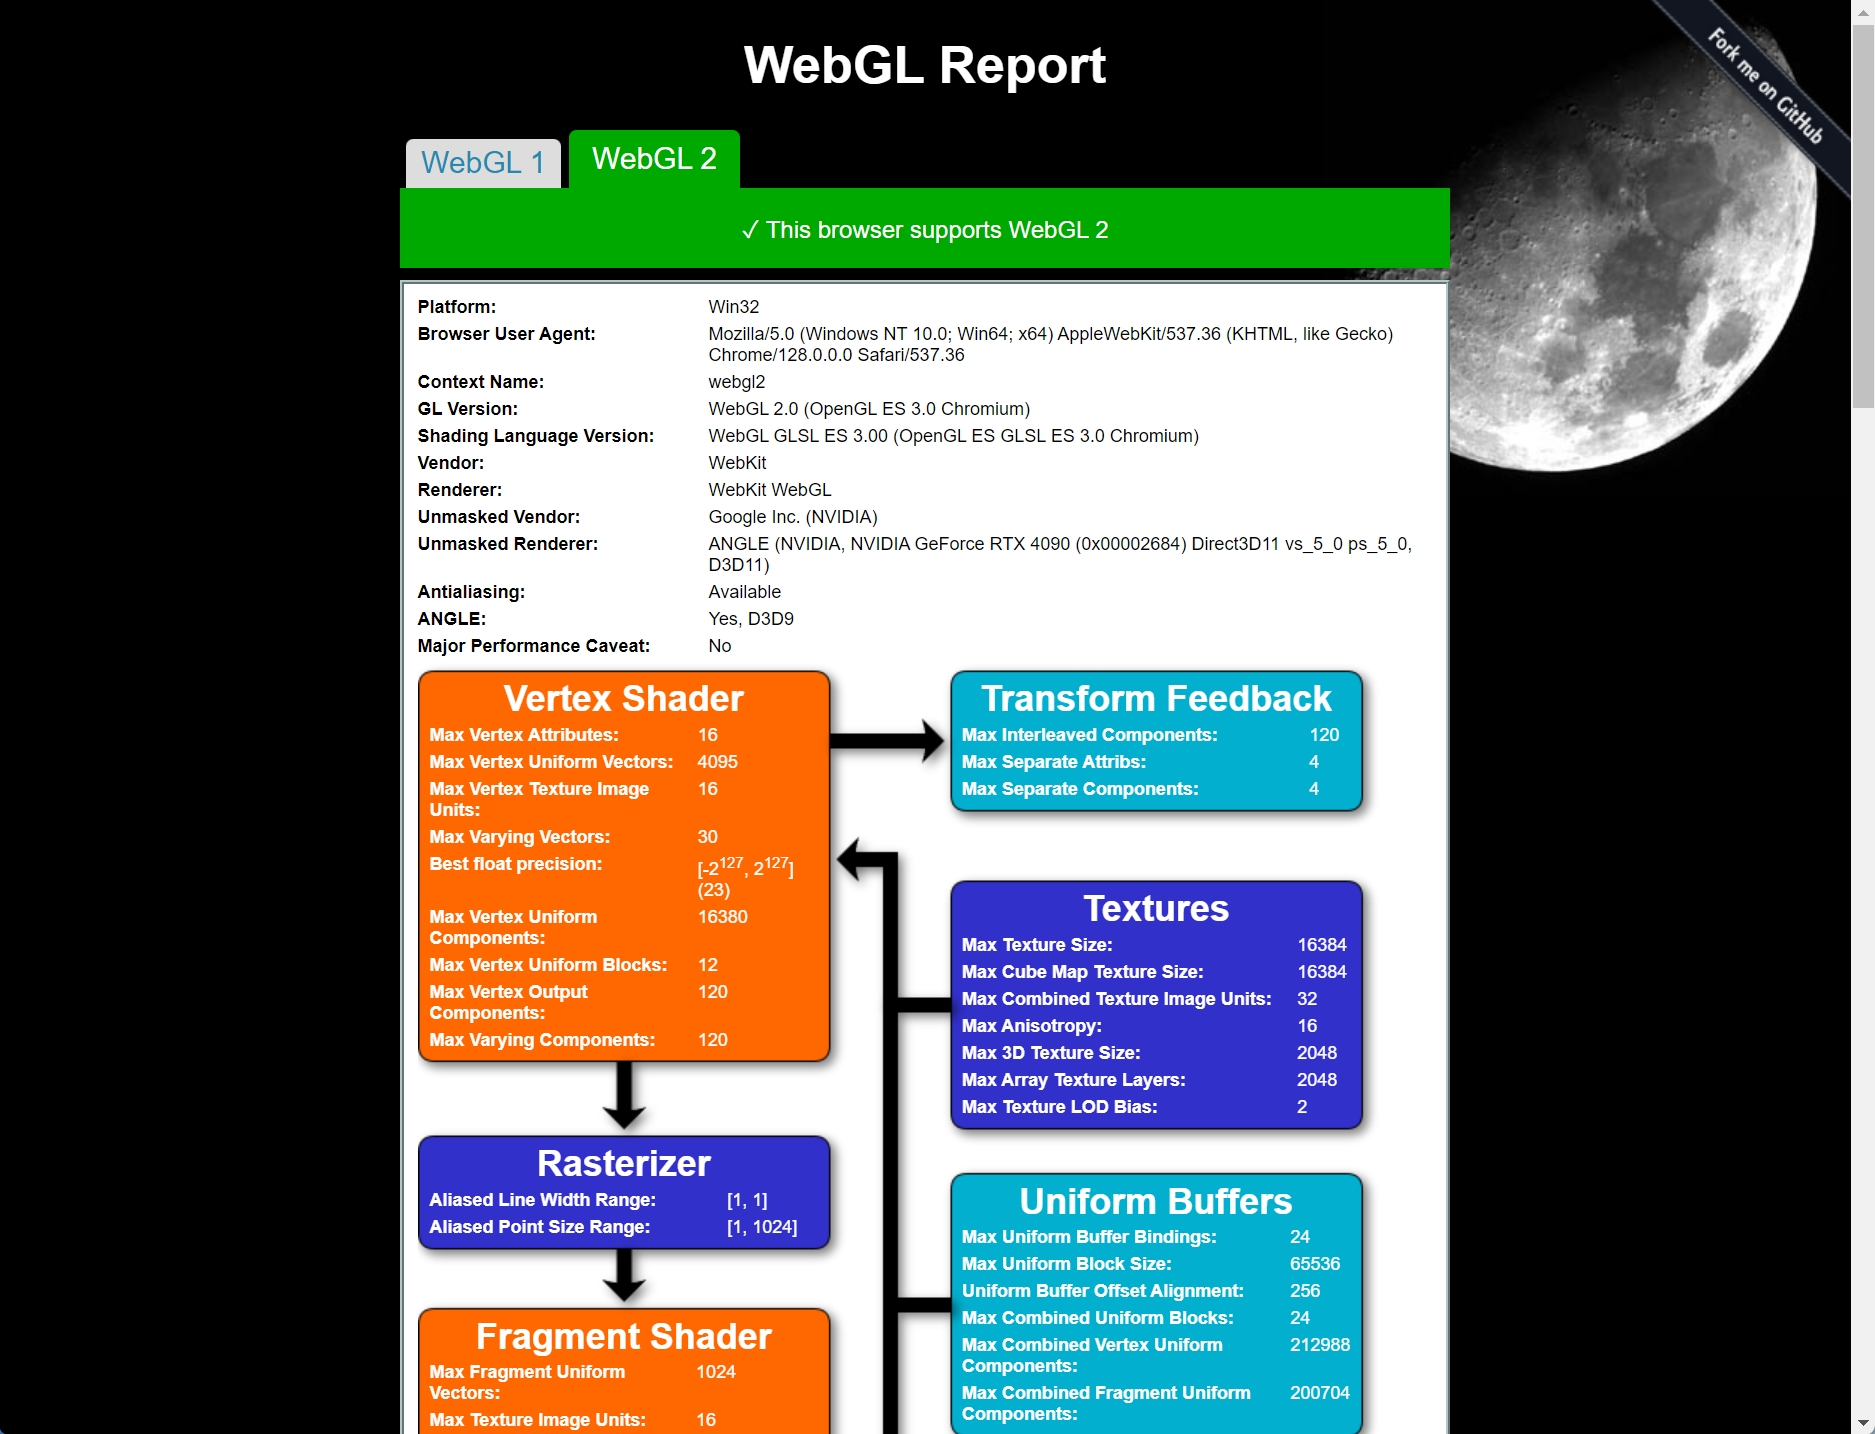 WebGL Report
Fork me on GitHub
WebGL 1
WebGL 2
✓ This browser supports WebGL 2
Platform: Win32
Browser User Agent: Mozilla/5.0 (Windows NT 10.0; Win64; x64) AppleWebKit/537.36 (KHTML, like Gecko)
Chrome/128.0.0.0 Safari/537.36
Context Name: webgl2
GL Version: WebGL 2.0 (OpenGL ES 3.0 Chromium)
Shading Language Version: WebGL GLSL ES 3.00 (OpenGL ES GLSL ES 3.0 Chromium)
Vendor: WebKit
Renderer: WebKit WebGL
Unmasked Vendor: Google Inc. (NVIDIA)
Unmasked Renderer: ANGLE (NVIDIA, NVIDIA GeForce RTX 4090 (0x00002684) Direct3D11 vs_5_0 ps_5_0,
D3D11)
Antialiasing: Available
ANGLE: Yes, D3D9
Major Performance Caveat: No
Vertex Shader
Max Vertex Attributes: 16
Max Vertex Uniform Vectors: 4095
Max Vertex Texture Image 16
Units:
Max Varying Vectors: 30
Best float precision: [-2^127, 2^127]
(23)
Max Vertex Uniform 16380
Components:
Max Vertex Uniform Blocks: 12
Max Vertex Output 120
Components:
Max Varying Components: 120
Transform Feedback
Max Interleaved Components: 120
Max Separate Attribs: 4
Max Separate Components: 4
Textures
Max Texture Size: 16384
Max Cube Map Texture Size: 16384
Max Combined Texture Image Units: 32
Max Anisotropy: 16
Max 3D Texture Size: 2048
Max Array Texture Layers: 2048
Max Texture LOD Bias: 2
Rasterizer
Aliased Line Width Range: [1, 1]
Aliased Point Size Range: [1, 1024]
Uniform Buffers
Max Uniform Buffer Bindings: 24
Max Uniform Block Size: 65536
Uniform Buffer Offset Alignment: 256
Max Combined Uniform Blocks: 24
Max Combined Vertex Uniform 212988
Components:
Max Combined Fragment Uniform 200704
Components:
Fragment Shader
Max Fragment Uniform 1024
Vectors:
Max Texture Image Units: 16